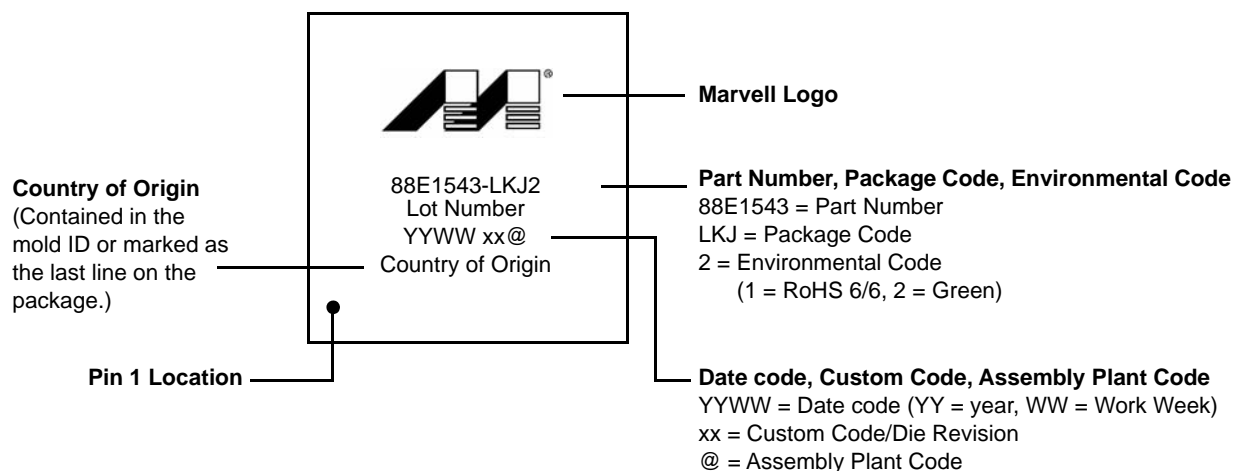 ®
Marvell Logo
88E1543-LKJ2
Lot Number
YYWW xx@
Country of Origin
Country of Origin
(Contained in the
mold ID or marked as
the last line on the
package.)
Part Number, Package Code, Environmental Code
88E1543 = Part Number
LKJ = Package Code
2 = Environmental Code
(1 = RoHS 6/6, 2 = Green)
Pin 1 Location
Date code, Custom Code, Assembly Plant Code
YYWW = Date code (YY = year, WW = Work Week)
xx = Custom Code/Die Revision
@ = Assembly Plant Code